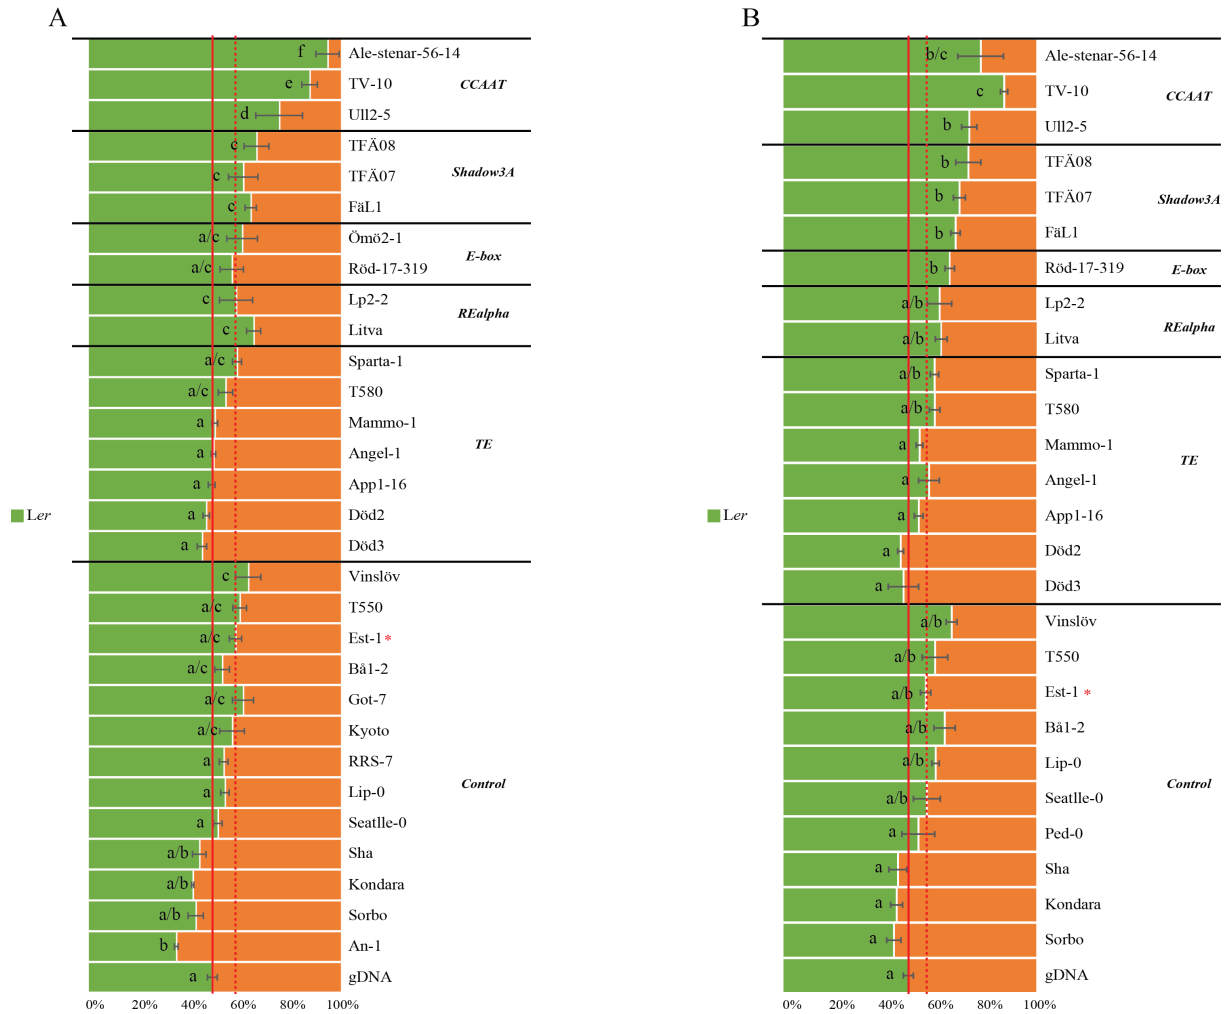 A
f Ale-stenar-56-14
e TV-10 CCAAT
d Ull2-5
c TFÄ08
c TFÄ07 Shadow3A
c FäL1
a/c Ömö2-1
E-box
a/c Röd-17-319
c Lp2-2
REalpha
c Litva
a/c Sparta-1
a/c T580
a Mammo-1
TE
a Angel-1
a App1-16
Ler
a Död2
a Död3
c Vinslöv
a/c T550
a/c Est-1*
a/c Bå1-2
a/c Got-7
a/c Kyoto
a RRS-7
Control
a Lip-0
a Seatlle-0
a/b Sha
a/b Kondara
a/b Sorbo
b An-1
a gDNA
0% 20% 40% 60% 80% 100%
B
b/c Ale-stenar-56-14
c TV-10 CCAAT
b Ull2-5
b TFÄ08
b TFÄ07 Shadow3A
b FäL1
b Röd-17-319 E-box
a/b Lp2-2
REalpha
a/b Litva
a/b Sparta-1
a/b T580
a Mammo-1
TE
a Angel-1
a App1-16
Ler
a Död2
a Död3
a/b Vinslöv
a/b T550
a/b Est-1*
a/b Bå1-2
a/b Lip-0
Control
a/b Seatlle-0
a Ped-0
a Sha
a Kondara
a Sorbo
a gDNA
0% 20% 40% 60% 80% 100%